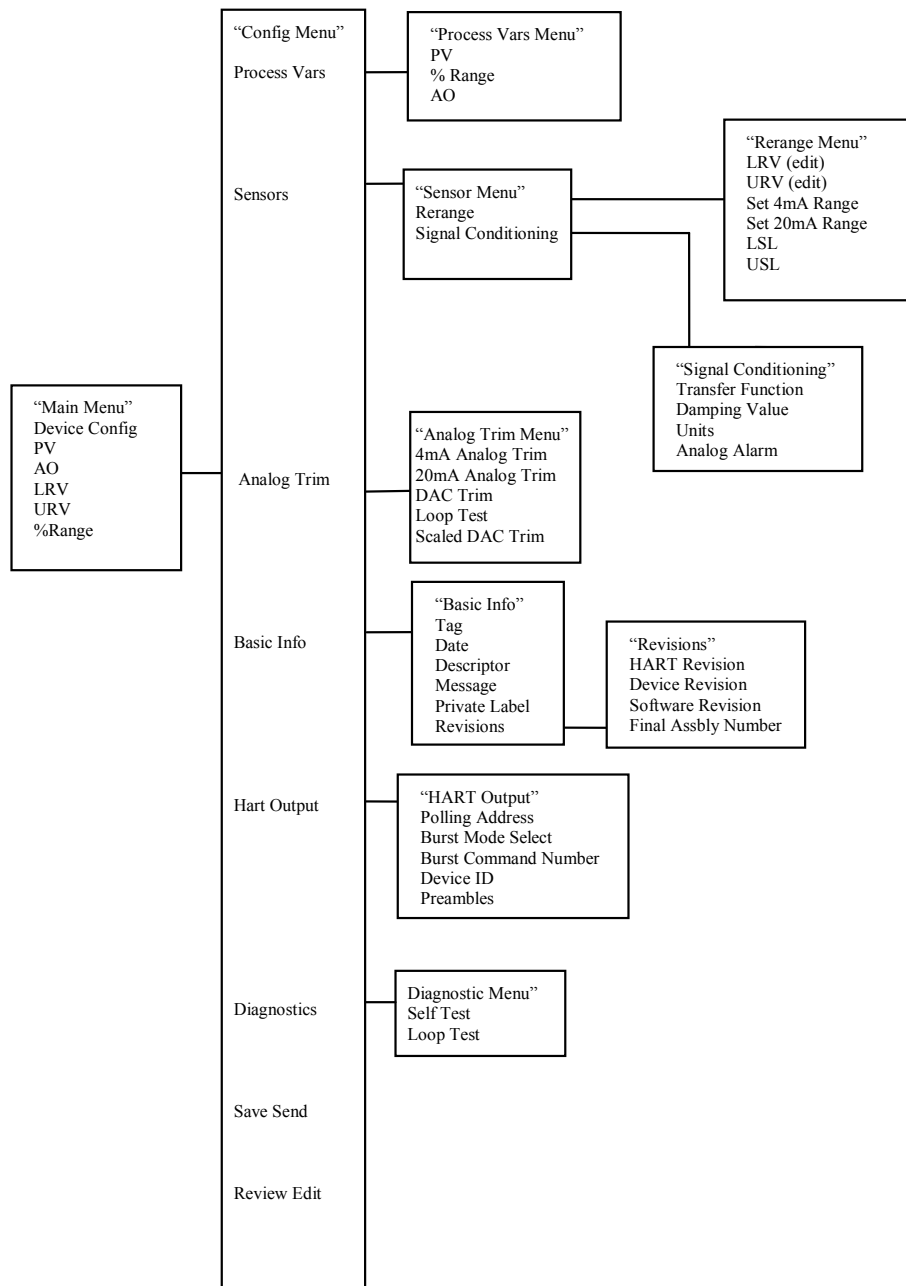 “Main Menu”
Device Config
PV
AO
LRV
URV
%Range
“Config Menu”
Process Vars
Sensors
Analog Trim
Basic Info
Hart Output
Diagnostics
Save Send
Review Edit
“Process Vars Menu”
PV
% Range
AO
“Sensor Menu”
Rerange
Signal Conditioning
“Rerange Menu”
LRV (edit)
URV (edit)
Set 4mA Range
Set 20mA Range
LSL
USL
“Signal Conditioning”
Transfer Function
Damping Value
Units
Analog Alarm
“Analog Trim Menu”
4mA Analog Trim
20mA Analog Trim
DAC Trim
Loop Test
Scaled DAC Trim
“Basic Info”
Tag
Date
Descriptor
Message
Private Label
Revisions
“Revisions”
HART Revision
Device Revision
Software Revision
Final Assbly Number
“HART Output”
Polling Address
Burst Mode Select
Burst Command Number
Device ID
Preambles
Diagnostic Menu”
Self Test
Loop Test